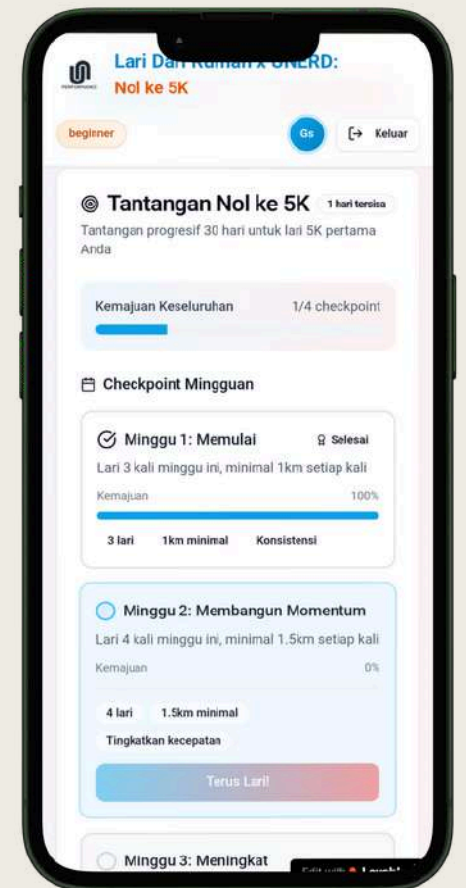 Lari Dari Rumah x UNERD:
Nol ke 5K
PERFORMANCE
beginner
Gs
Keluar
Tantangan Nol ke 5K
1 hari tersisa
Tantangan progresif 30 hari untuk lari 5K pertama
Anda
Kemajuan Keseluruhan
1/4 checkpoint
Checkpoint Mingguan
Minggu 1: Memulai
Selesai
Lari 3 kali minggu ini, minimal 1km setiap kali
Kemajuan
100%
3 lari
1km minimal
Konsistensi
Minggu 2: Membangun Momentum
Lari 4 kali minggu ini, minimal 1.5km setiap kali
Kemajuan
0%
4 lari
1.5km minimal
Tingkatkan kecepatan
Terus Lari!
Minggu 3: Meningkat
Edit with